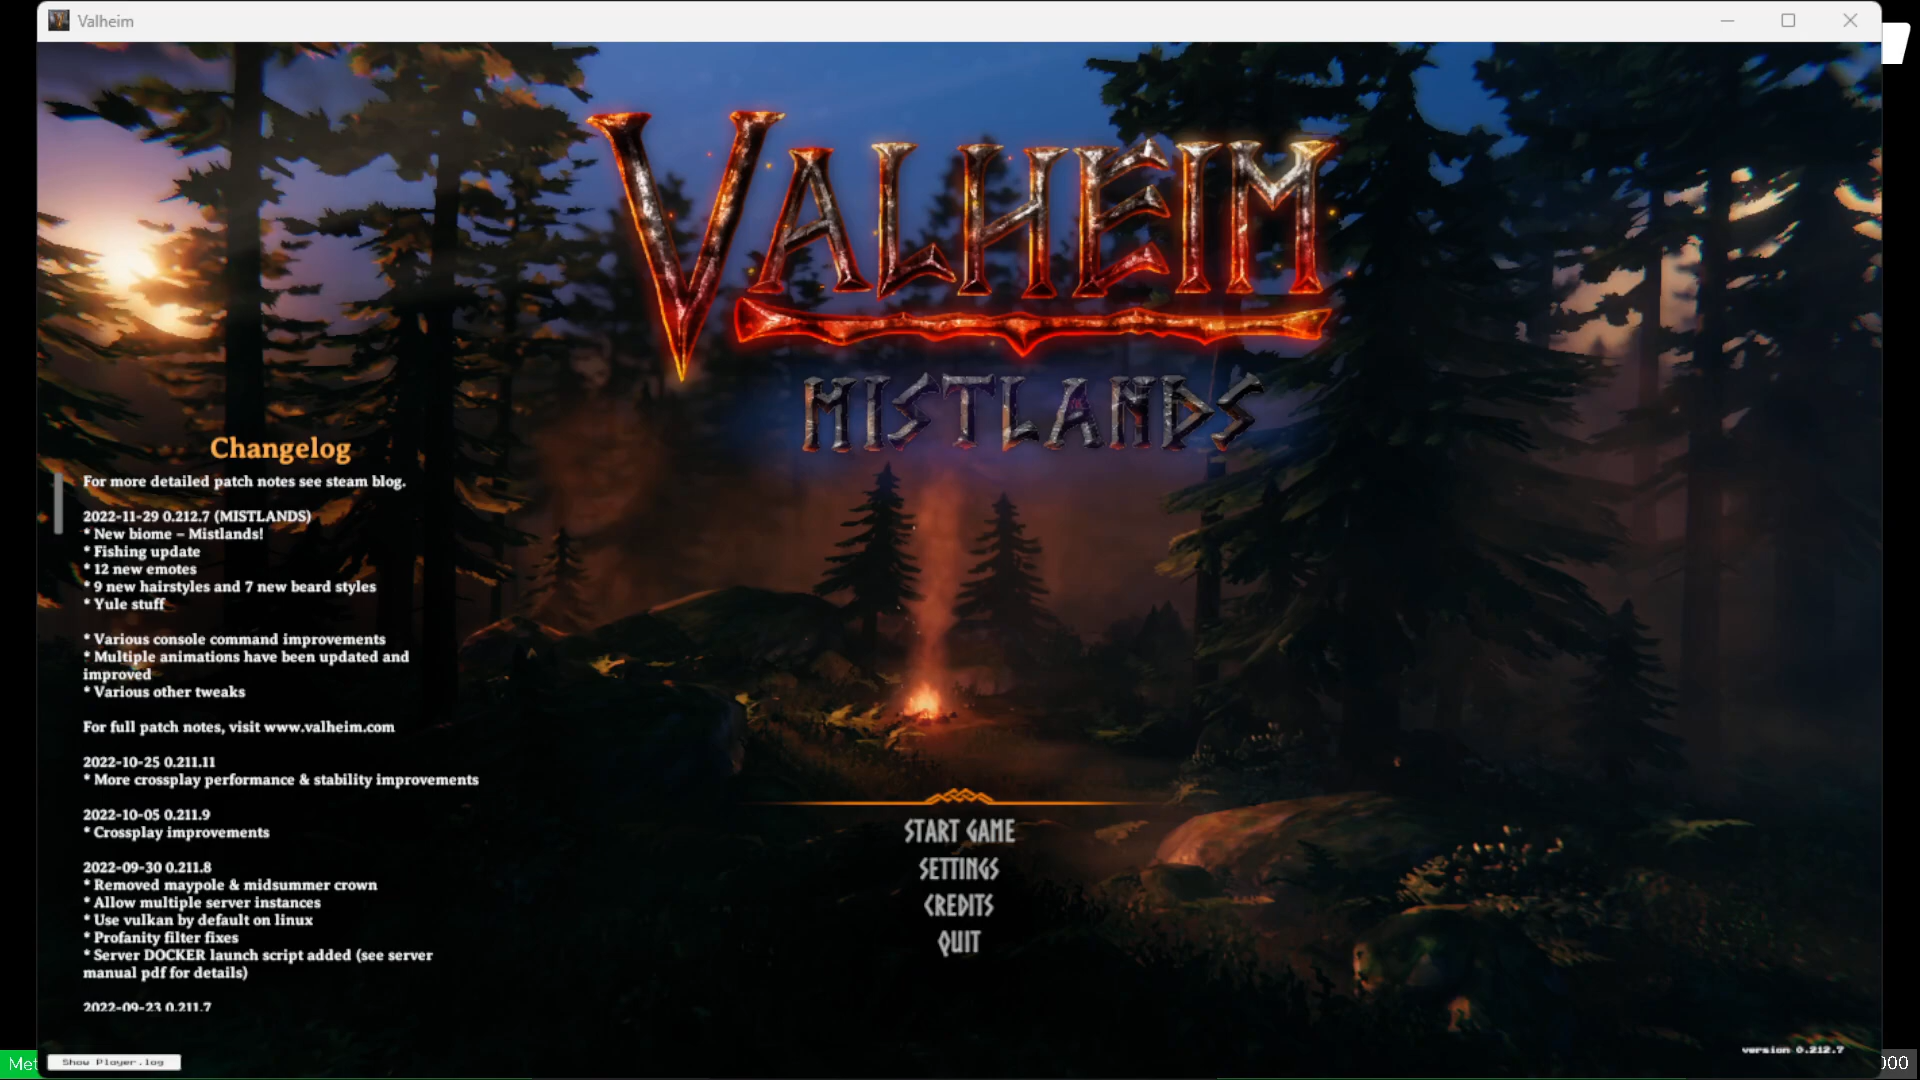 Valheim
VALHEIM
MISTLANDS
Changelog
For more detailed patch notes see steam blog.
2022-11-29 0.212.7 (MISTLANDS)
* New biome – Mistlands!
* Fishing update
* 12 new emotes
* 9 new hairstyles and 7 new beard styles
* Yule stuff
* Various console command improvements
* Multiple animations have been updated and
improved
* Various other tweaks
For full patch notes, visit www.valheim.com
2022-10-25 0.211.11
* More crossplay performance & stability improvements
2022-10-05 0.211.9
* Crossplay improvements
2022-09-30 0.211.8
* Removed maypole & midsummer crown
* Allow multiple server instances
* Use vulkan by default on linux
* Profanity filter fixes
* Server DOCKER launch script added (see server
manual pdf for details)
2022-09-23 0.211.7
START GAME
SETTINGS
CREDITS
QUIT
Met
Show Player.log
version 0.212.7
000